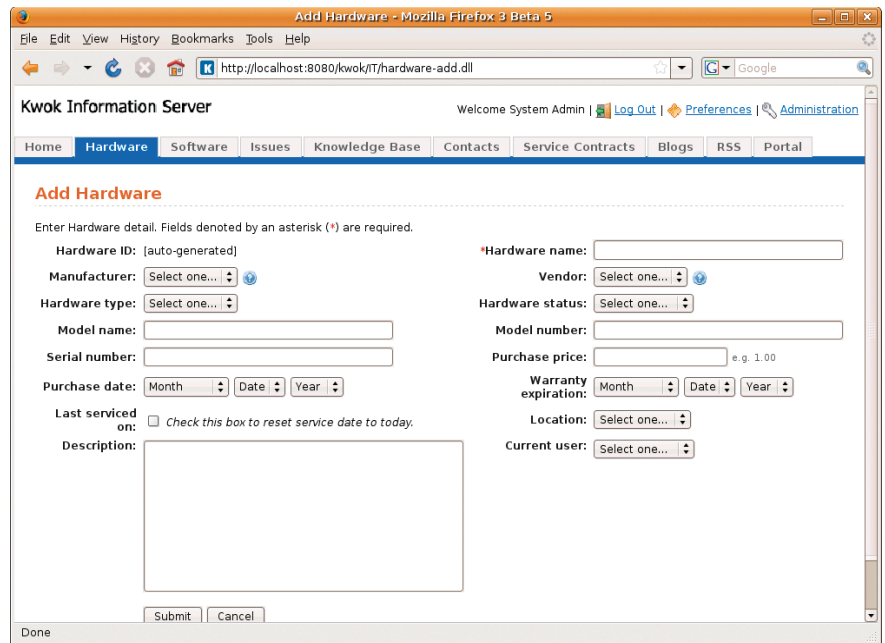 Add Hardware - Mozilla Firefox 3 Beta 5
File Edit View History Bookmarks Tools Help
K http://localhost:8080/kwok/IT/hardware-add.dll G Google
Kwok Information Server
Welcome System Admin | Log Out | Preferences | Administration
Home Hardware Software Issues Knowledge Base Contacts Service Contracts Blogs RSS Portal
Add Hardware
Enter Hardware detail. Fields denoted by an asterisk (*) are required.
Hardware ID: [auto-generated] *Hardware name:
Manufacturer: Select one... ? Vendor: Select one... ?
Hardware type: Select one... Hardware status: Select one...
Model name: Model number:
Serial number: Purchase price: e.g. 1.00
Purchase date: Month Date Year Warranty expiration: Month Date Year
Last serviced on: Check this box to reset service date to today. Location: Select one...
Description: Current user: Select one...
Submit Cancel
Done